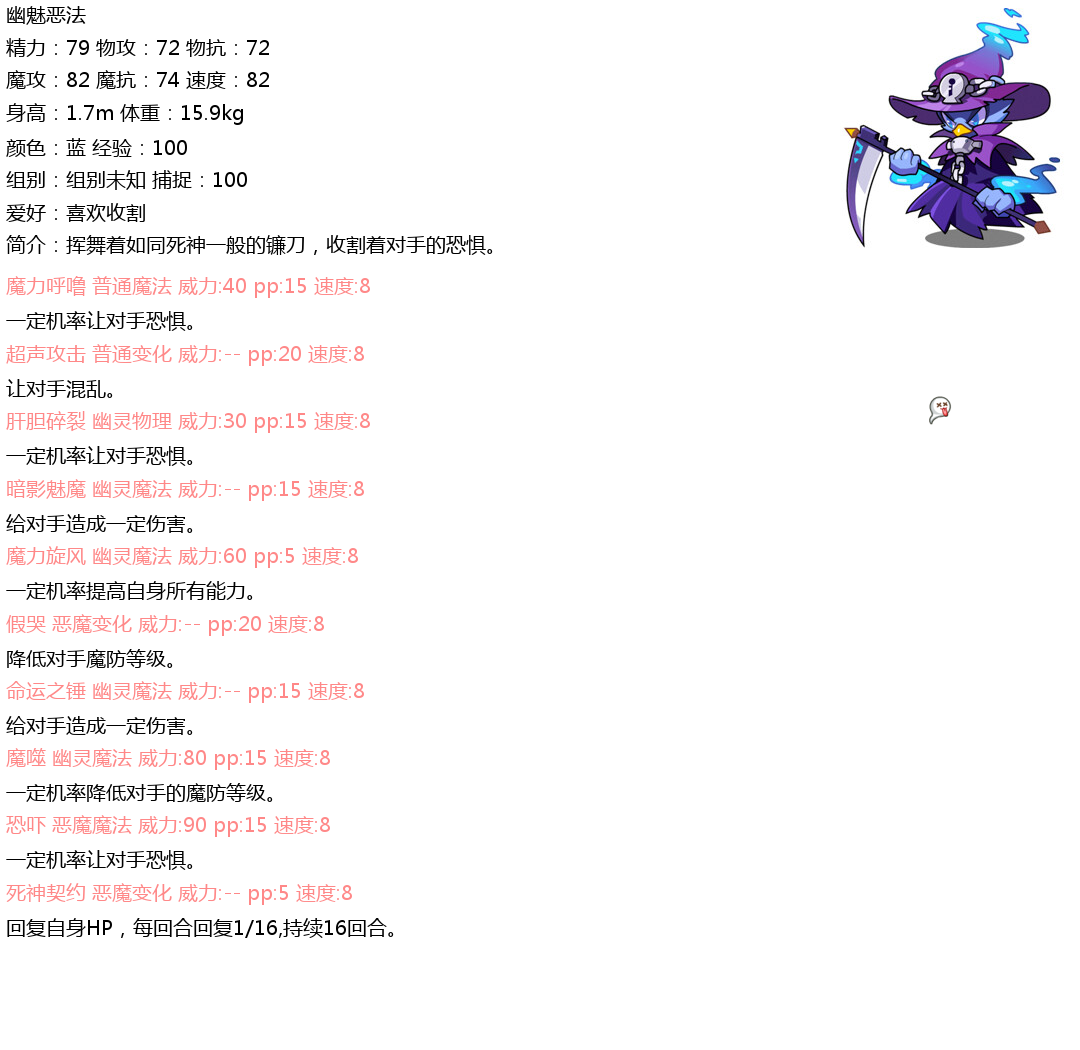 幽魅恶法
精力：79 物攻：72 物抗：72
魔攻：82 魔抗：74 速度：82
身高：1.7m 体重：15.9kg
颜色：蓝 经验：100
组别：组别未知 捕捉：100
爱好：喜欢收割
简介：挥舞着如同死神一般的镰刀，收割着对手的恐惧。
魔力呼噜 普通魔法 威力:40 pp:15 速度:8
一定机率让对手恐惧。
超声攻击 普通变化 威力:-- pp:20 速度:8
让对手混乱。
肝胆碎裂 幽灵物理 威力:30 pp:15 速度:8
一定机率让对手恐惧。
暗影魅魔 幽灵魔法 威力:-- pp:15 速度:8
给对手造成一定伤害。
魔力旋风 幽灵魔法 威力:60 pp:5 速度:8
一定机率提高自身所有能力。
假哭 恶魔变化 威力:-- pp:20 速度:8
降低对手魔防等级。
命运之锤 幽灵魔法 威力:-- pp:15 速度:8
给对手造成一定伤害。
魔噬 幽灵魔法 威力:80 pp:15 速度:8
一定机率降低对手的魔防等级。
恐吓 恶魔魔法 威力:90 pp:15 速度:8
一定机率让对手恐惧。
死神契约 恶魔变化 威力:-- pp:5 速度:8
回复自身HP，每回合回复1/16,持续16回合。